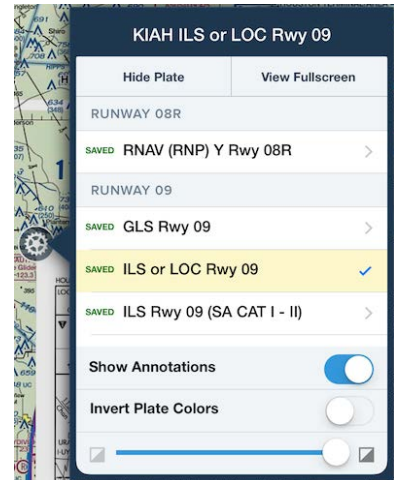 KIAH ILS or LOC Rwy 09
Hide Plate View Fullscreen
RUNWAY 08R
SAVED RNAV (RNP) Y Rwy 08R
RUNWAY 09
SAVED GLS Rwy 09
SAVED ILS or LOC Rwy 09
SAVED ILS Rwy 09 (SA CAT I - II)
Show Annotations
Invert Plate Colors